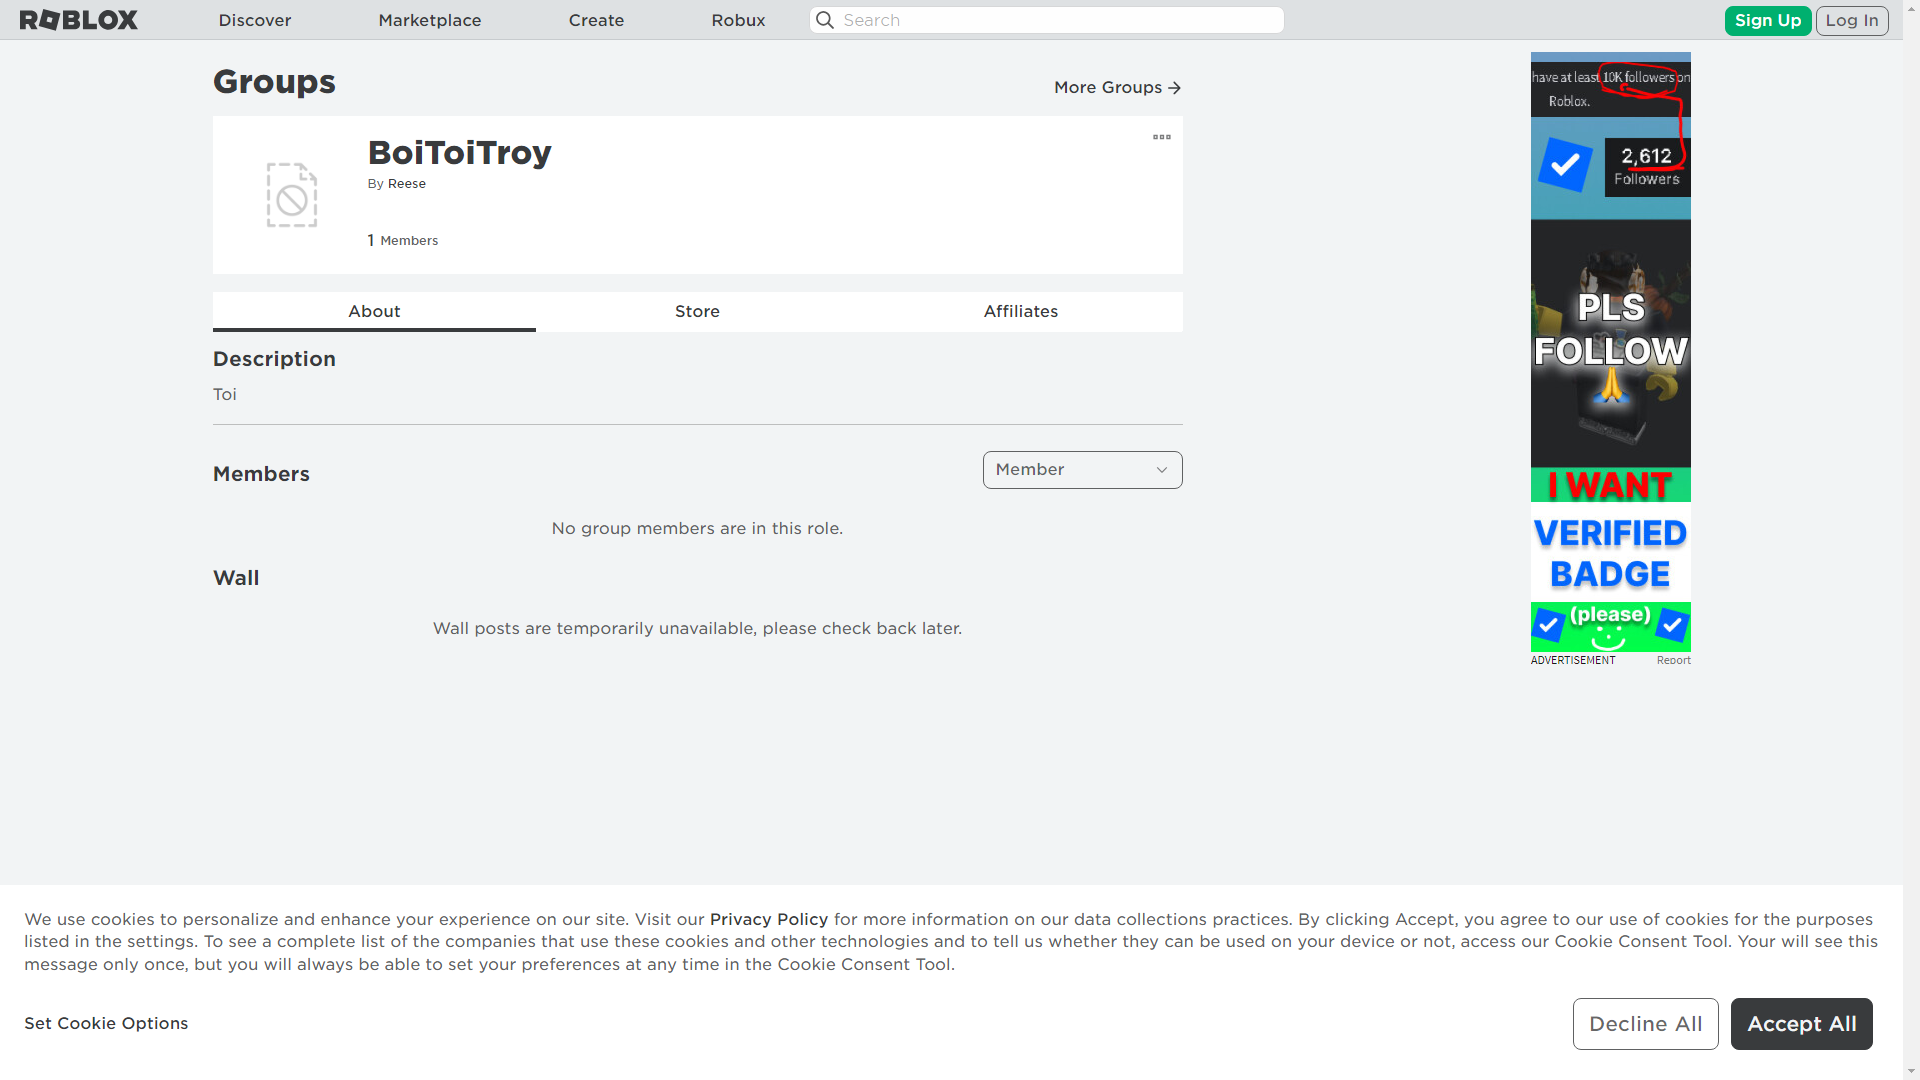 ROBLOX
Discover
Marketplace
Create
Robux
Search
Sign Up
Log In
Groups
More Groups
BoiToiTroy
By Reese
1 Members
About
Store
Affiliates
Description
Toi
Members
Member
No group members are in this role.
Wall
Wall posts are temporarily unavailable, please check back later.
have at least 10K followers on
Roblox.
2,612
Followers
PLS
FOLLOW
I WANT
VERIFIED
BADGE
(please)
ADVERTISEMENT
Report
We use cookies to personalize and enhance your experience on our site. Visit our Privacy Policy for more information on our data collections practices. By clicking Accept, you agree to our use of cookies for the purposes
listed in the settings. To see a complete list of the companies that use these cookies and other technologies and to tell us whether they can be used on your device or not, access our Cookie Consent Tool. Your will see this
message only once, but you will always be able to set your preferences at any time in the Cookie Consent Tool.
Set Cookie Options
Decline All
Accept All